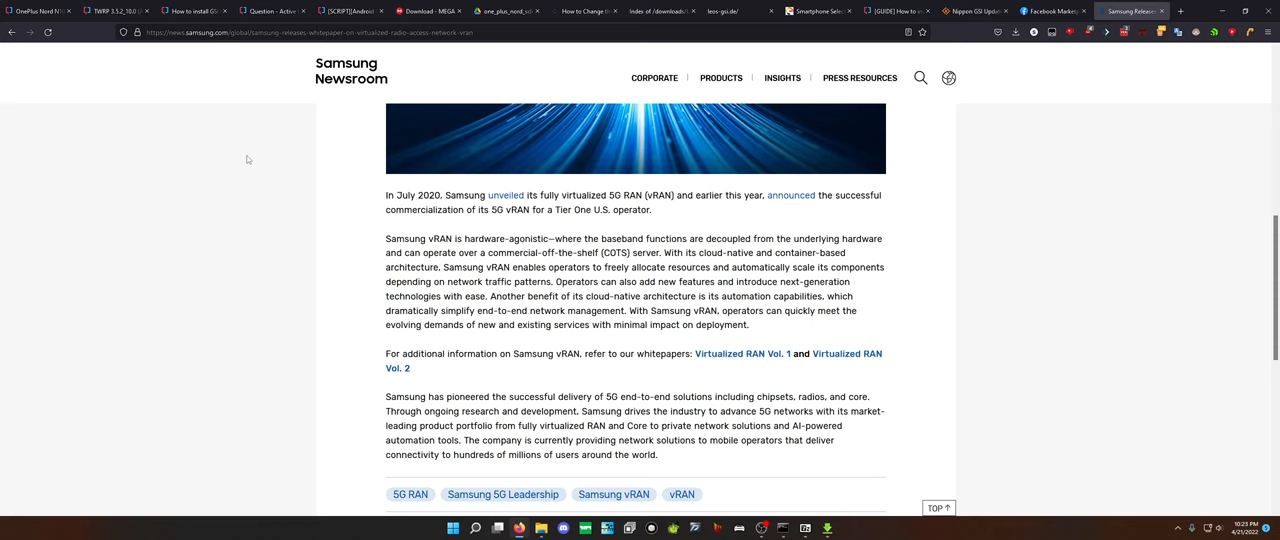 OnePlus Nord N10
TWRP 3.5.2_10.0 (A
How to install GSI
Question - Active
[SCRIPT][Android
Download - MEGA
one_plus_nord_sd
How to Change th
Index of /downloads/l
leos-gsi.de/
Smartphone Selec
[GUIDE] How to in
Nippon GSI Updat
Facebook Marketp
Samsung Releases
https://news.samsung.com/global/samsung-releases-whitepaper-on-virtualized-radio-access-network-vran
Samsung
Newsroom
CORPORATE
PRODUCTS
INSIGHTS
PRESS RESOURCES
In July 2020, Samsung unveiled its fully virtualized 5G RAN (vRAN) and earlier this year, announced the successful
commercialization of its 5G vRAN for a Tier One U.S. operator.
Samsung vRAN is hardware-agonistic—where the baseband functions are decoupled from the underlying hardware
and can operate over a commercial-off-the-shelf (COTS) server. With its cloud-native and container-based
architecture, Samsung vRAN enables operators to freely allocate resources and automatically scale its components
depending on network traffic patterns. Operators can also add new features and introduce next-generation
technologies with ease. Another benefit of its cloud-native architecture is its automation capabilities, which
dramatically simplify end-to-end network management. With Samsung vRAN, operators can quickly meet the
evolving demands of new and existing services with minimal impact on deployment.
For additional information on Samsung vRAN, refer to our whitepapers: Virtualized RAN Vol. 1 and Virtualized RAN
Vol. 2
Samsung has pioneered the successful delivery of 5G end-to-end solutions including chipsets, radios, and core.
Through ongoing research and development, Samsung drives the industry to advance 5G networks with its market-
leading product portfolio from fully virtualized RAN and Core to private network solutions and AI-powered
automation tools. The company is currently providing network solutions to mobile operators that deliver
connectivity to hundreds of millions of users around the world.
5G RAN
Samsung 5G Leadership
Samsung vRAN
vRAN
TOP
10:23 PM
4/21/2022